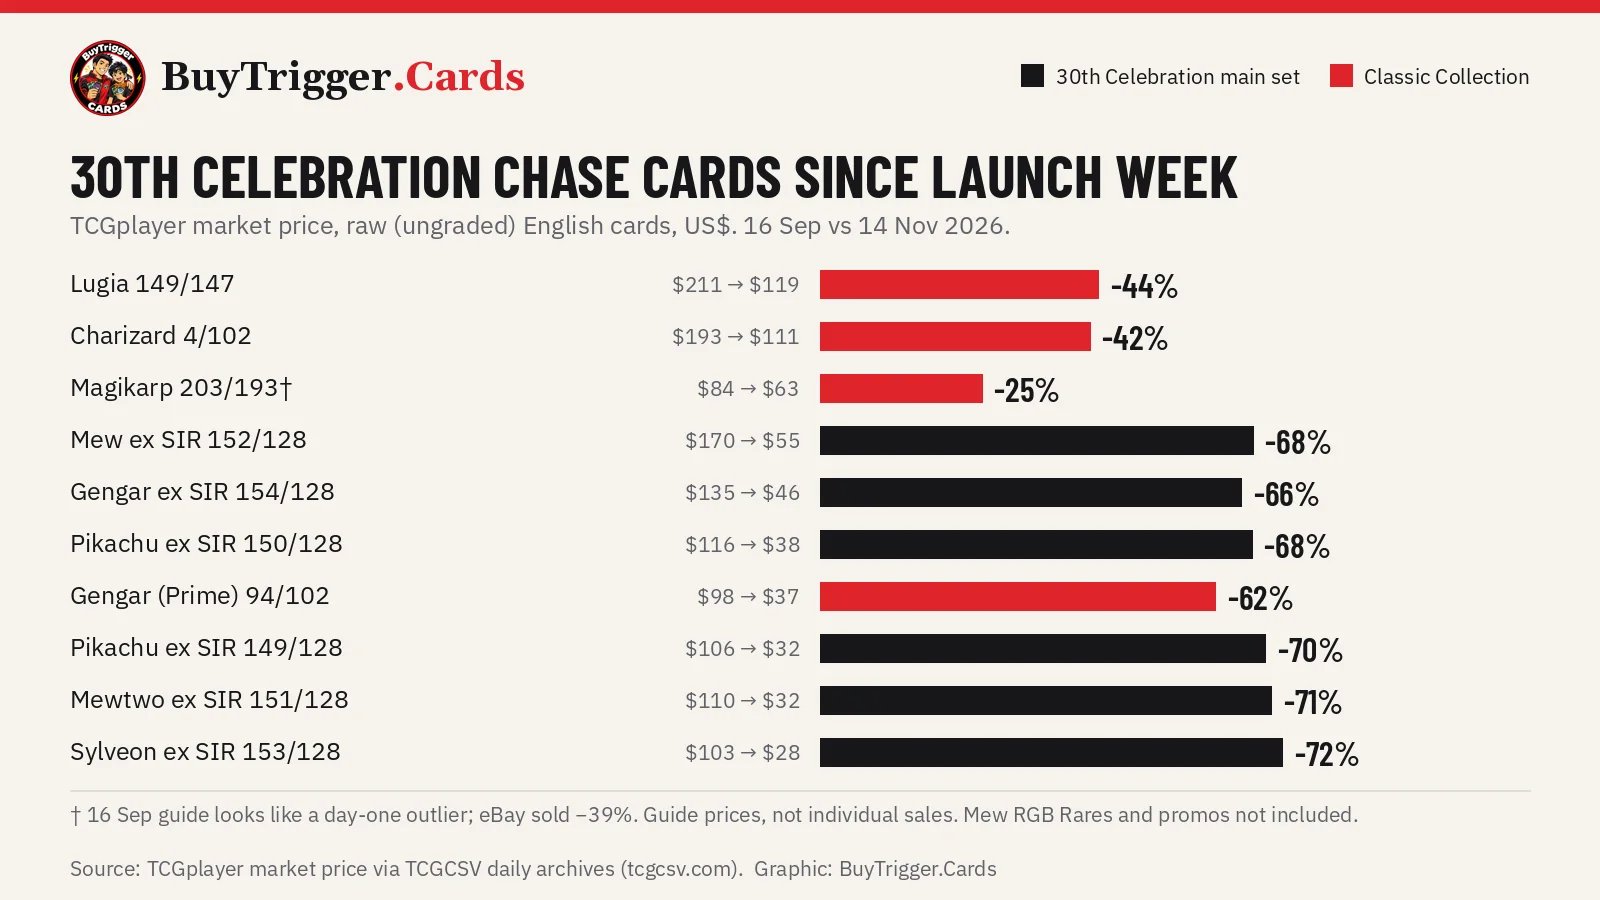 BuyTrigger
CARDS
BuyTrigger.Cards
30th Celebration main set
Classic Collection
30TH CELEBRATION CHASE CARDS SINCE LAUNCH WEEK
TCGplayer market price, raw (ungraded) English cards, US$. 16 Sep vs 14 Nov 2026.
Lugia 149/147 $211 → $119 -44%
Charizard 4/102 $193 → $111 -42%
Magikarp 203/193† $84 → $63 -25%
Mew ex SIR 152/128 $170 → $55 -68%
Gengar ex SIR 154/128 $135 → $46 -66%
Pikachu ex SIR 150/128 $116 → $38 -68%
Gengar (Prime) 94/102 $98 → $37 -62%
Pikachu ex SIR 149/128 $106 → $32 -70%
Mewtwo ex SIR 151/128 $110 → $32 -71%
Sylveon ex SIR 153/128 $103 → $28 -72%
† 16 Sep guide looks like a day-one outlier; eBay sold −39%. Guide prices, not individual sales. Mew RGB Rares and promos not included.
Source: TCGplayer market price via TCGCSV daily archives (tcgcsv.com). Graphic: BuyTrigger.Cards